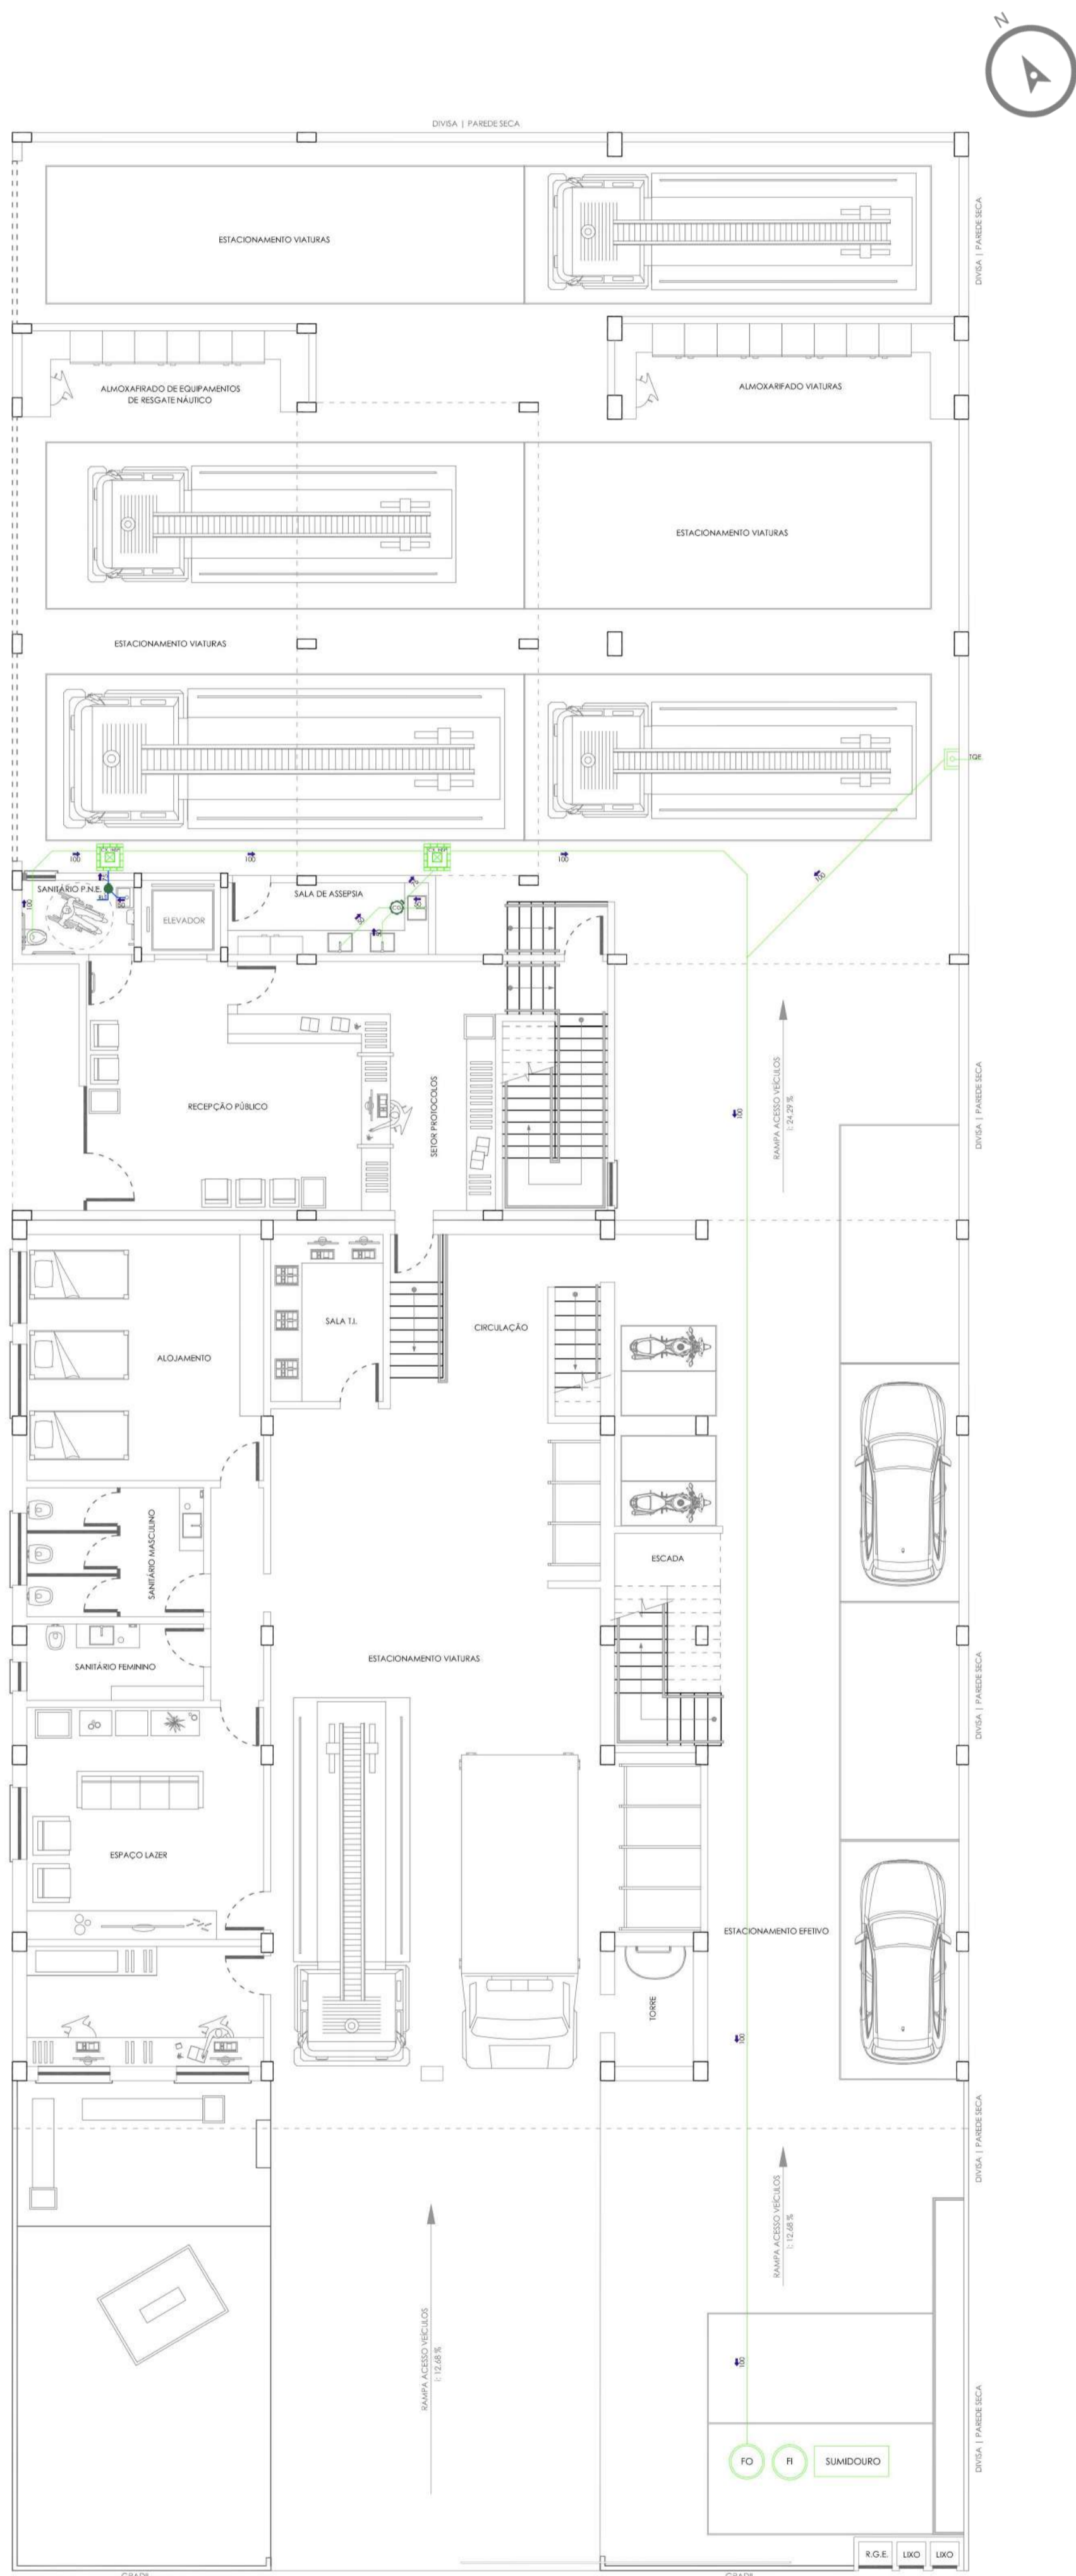 N
DIVISA | PAREDE SECA
ESTACIONAMENTO VIATURAS
DIVISA | PAREDE SECA
ALMOXAFIRADO DE EQUIPAMENTOS
DE RESGATE NÁUTICO
ALMOXARIFADO VIATURAS
ESTACIONAMENTO VIATURAS
ESTACIONAMENTO VIATURAS
TQE
100
100
100
100
100
SANITÁRIO P.N.E.
ELEVADOR
SALA DE ASSEPSIA
75
50
RECEPÇÃO PÚBLICO
SETOR PROTOCOLOS
100
RAMPA ACESSO VEÍCULOS
i: 24.29 %
DIVISA | PAREDE SECA
SALA T.I.
CIRCULAÇÃO
ALOJAMENTO
SANITÁRIO MASCULINO
ESCADA
SANITÁRIO FEMININO
ESTACIONAMENTO VIATURAS
DIVISA | PAREDE SECA
ESPAÇO LAZER
ESTACIONAMENTO EFETIVO
TORRE
100
DIVISA | PAREDE SECA
RAMPA ACESSO VEÍCULOS
i: 12.68 %
RAMPA ACESSO VEÍCULOS
i: 12.68 %
100
DIVISA | PAREDE SECA
FO
FI
SUMIDOURO
R.G.E.
LIXO
LIXO